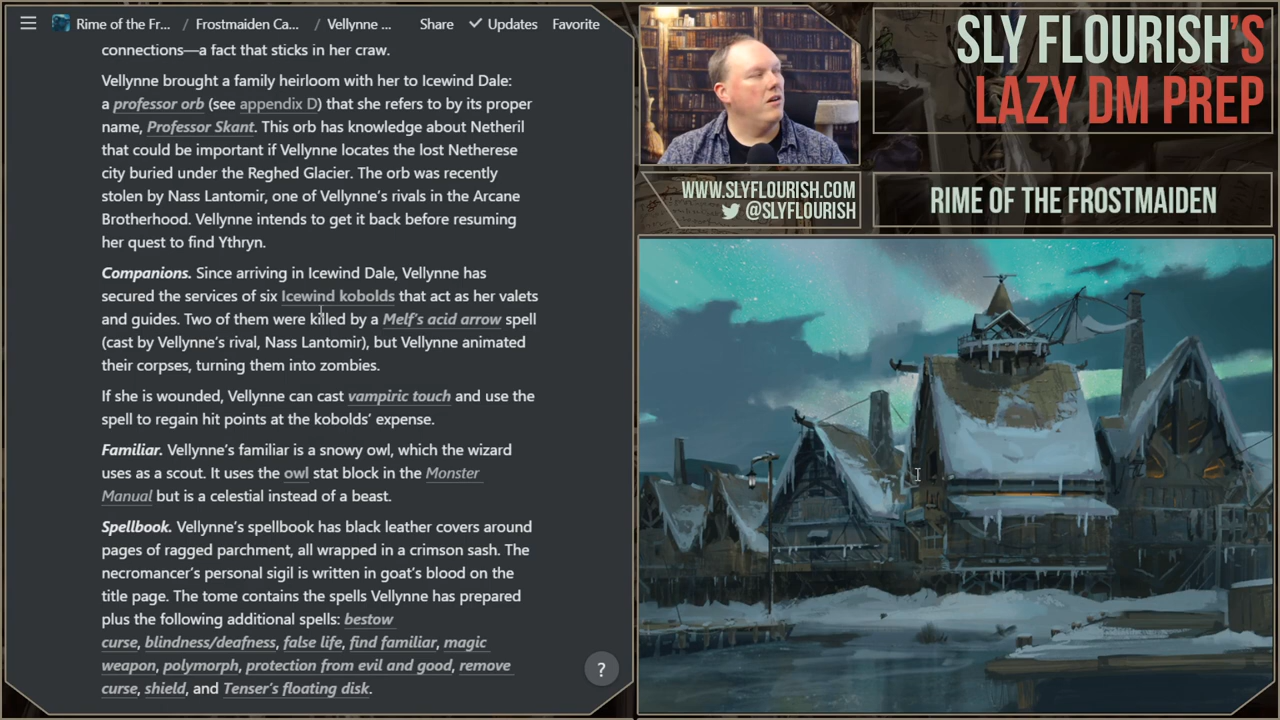 Rime of the Fr... / Frostmaiden Ca... / Vellynne ... Share Updates Favorite
connections—a fact that sticks in her craw.
Vellynne brought a family heirloom with her to Icewind Dale:
a professor orb (see appendix D) that she refers to by its proper
name, Professor Skant. This orb has knowledge about Netheril
that could be important if Vellynne locates the lost Netherese
city buried under the Reghed Glacier. The orb was recently
stolen by Nass Lantomir, one of Vellynne's rivals in the Arcane
Brotherhood. Vellynne intends to get it back before resuming
her quest to find Ythryn.
Companions. Since arriving in Icewind Dale, Vellynne has
secured the services of six Icewind kobolds that act as her valets
and guides. Two of them were killed by a Melf's acid arrow spell
(cast by Vellynne's rival, Nass Lantomir), but Vellynne animated
their corpses, turning them into zombies.
If she is wounded, Vellynne can cast vampiric touch and use the
spell to regain hit points at the kobolds' expense.
Familiar. Vellynne's familiar is a snowy owl, which the wizard
uses as a scout. It uses the owl stat block in the Monster
Manual but is a celestial instead of a beast.
Spellbook. Vellynne's spellbook has black leather covers around
pages of ragged parchment, all wrapped in a crimson sash. The
necromancer's personal sigil is written in goat's blood on the
title page. The tome contains the spells Vellynne has prepared
plus the following additional spells: bestow
curse, blindness/deafness, false life, find familiar, magic
weapon, polymorph, protection from evil and good, remove
curse, shield, and Tenser's floating disk.
?
SLY FLOURISH'S
LAZY DM PREP
WWW.SLYFLOURISH.COM
@SLYFLOURISH
RIME OF THE FROSTMAIDEN